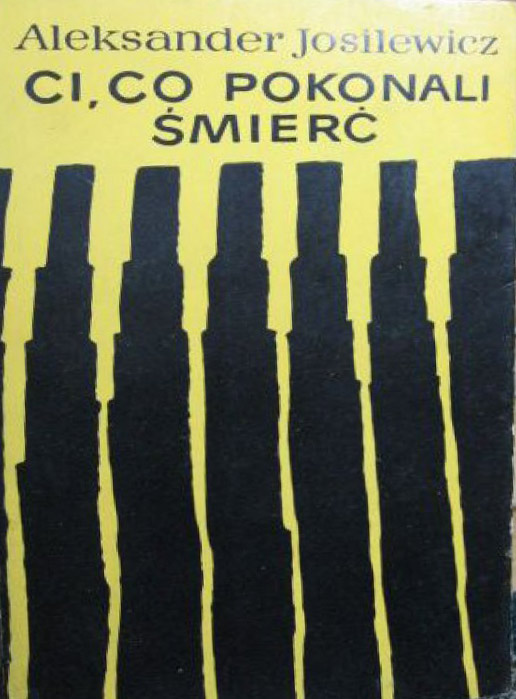 Aleksander Josilewicz
CI, CO POKONALI
ŚMIERĆ